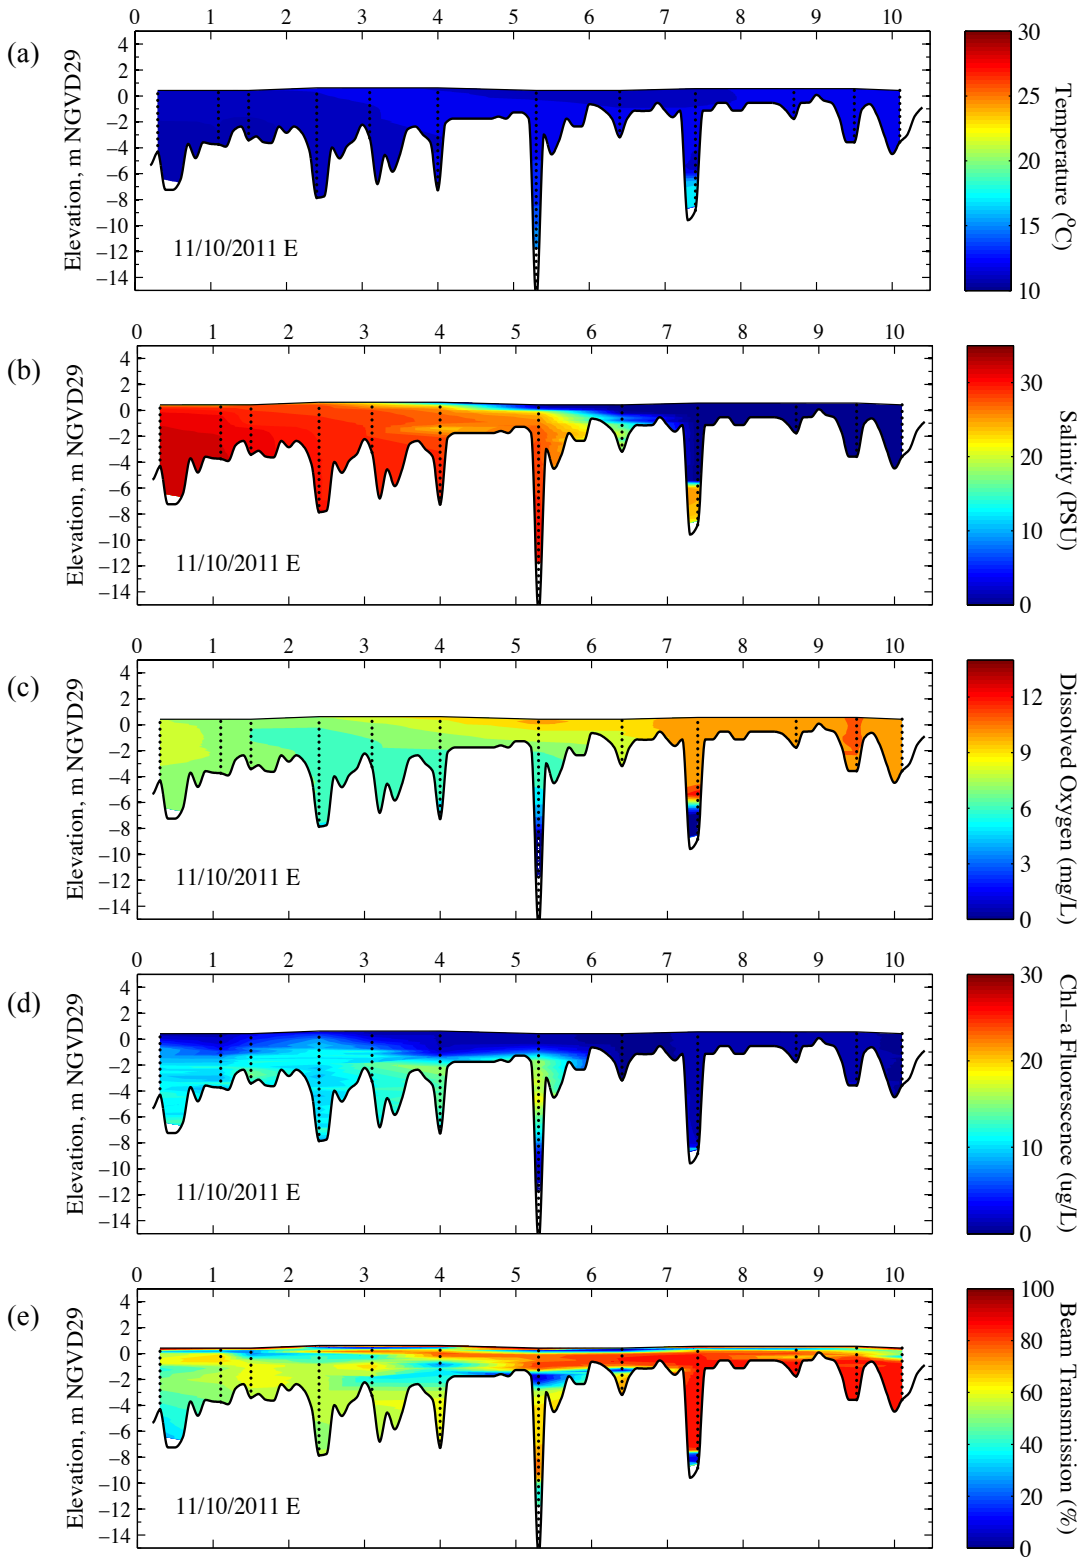 0 1 2 3 4 5 6 7 8 9 10
(a)
4
2
0
−2
−4
−6
−8
−10
−12
−14
Elevation, m NGVD29
11/10/2011 E
30
25
20
15
10
Temperature (°C)
0 1 2 3 4 5 6 7 8 9 10
(b)
4
2
0
−2
−4
−6
−8
−10
−12
−14
Elevation, m NGVD29
11/10/2011 E
30
20
10
0
Salinity (PSU)
0 1 2 3 4 5 6 7 8 9 10
(c)
4
2
0
−2
−4
−6
−8
−10
−12
−14
Elevation, m NGVD29
11/10/2011 E
12
9
6
3
0
Dissolved Oxygen (mg/L)
0 1 2 3 4 5 6 7 8 9 10
(d)
4
2
0
−2
−4
−6
−8
−10
−12
−14
Elevation, m NGVD29
11/10/2011 E
30
20
10
0
Chl−a Fluorescence (ug/L)
0 1 2 3 4 5 6 7 8 9 10
(e)
4
2
0
−2
−4
−6
−8
−10
−12
−14
Elevation, m NGVD29
11/10/2011 E
100
80
60
40
20
0
Beam Transmission (%)